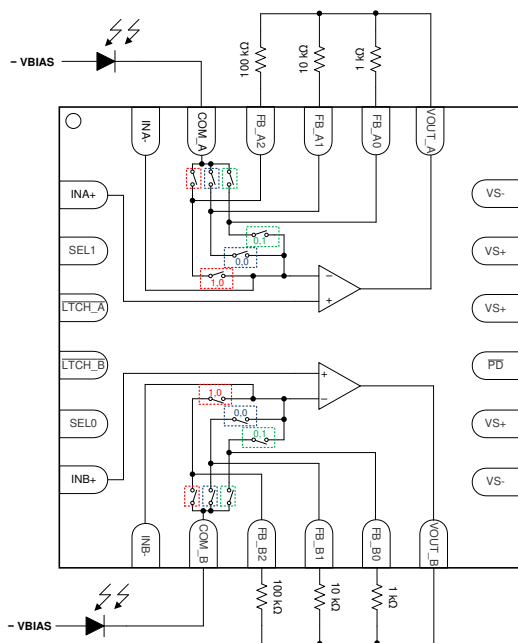 – VBIAS
100 kΩ
10 kΩ
1 kΩ
INA-
COM_A
FB_A2
FB_A1
FB_A0
VOUT_A
INA+
SEL1
LTCH_A
LTCH_B
SEL0
INB+
VS-
VS+
VS+
PD
VS+
VS-
0,1
0,0
1,0
–
+
+
–
1,0
0,0
0,1
INB-
COM_B
FB_B2
FB_B1
FB_B0
VOUT_B
100 kΩ
10 kΩ
1 kΩ
– VBIAS